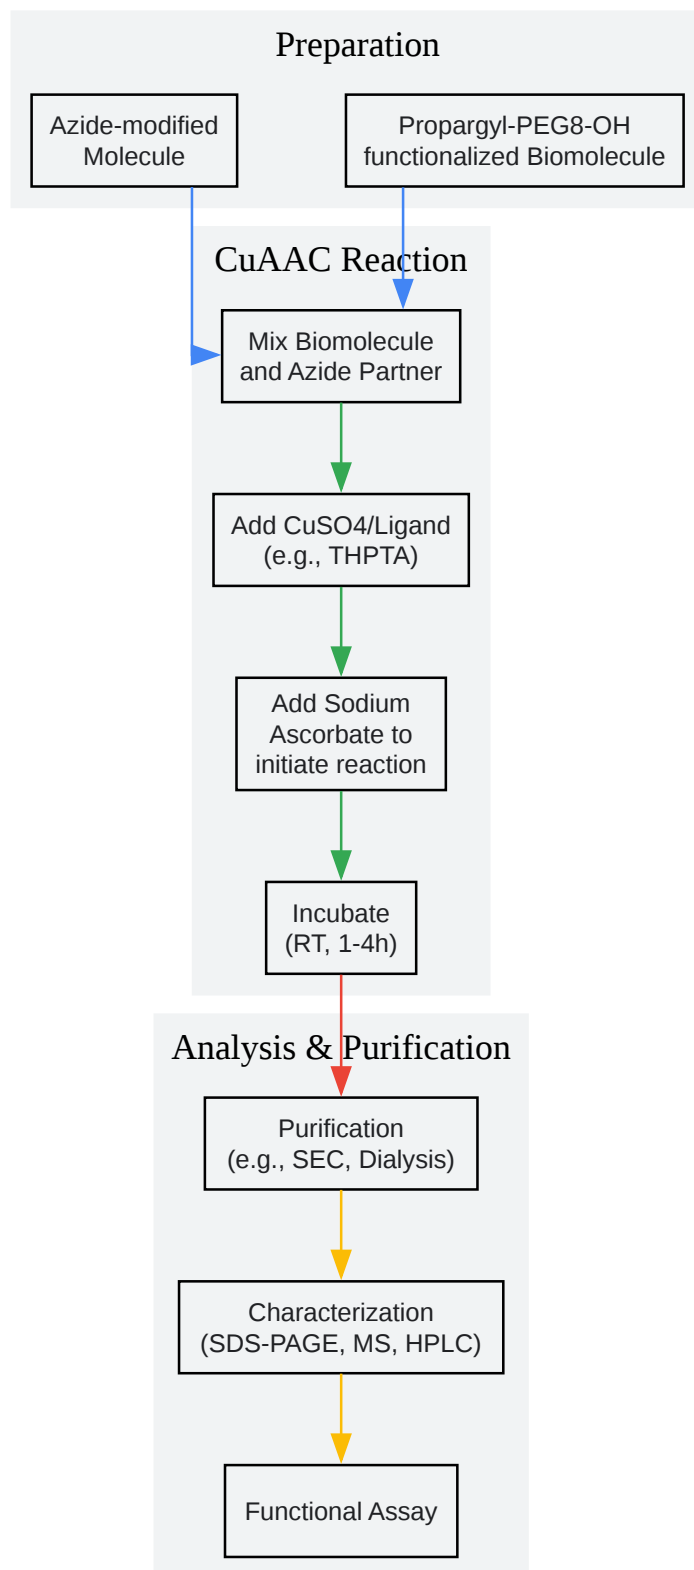 Preparation
Azide-modified
Molecule
Propargyl-PEG8-OH
functionalized Biomolecule
CuAAC Reaction
Mix Biomolecule
and Azide Partner
Add CuSO4/Ligand
(e.g., THPTA)
Add Sodium
Ascorbate to
initiate reaction
Incubate
(RT, 1-4h)
Analysis & Purification
Purification
(e.g., SEC, Dialysis)
Characterization
(SDS-PAGE, MS, HPLC)
Functional Assay